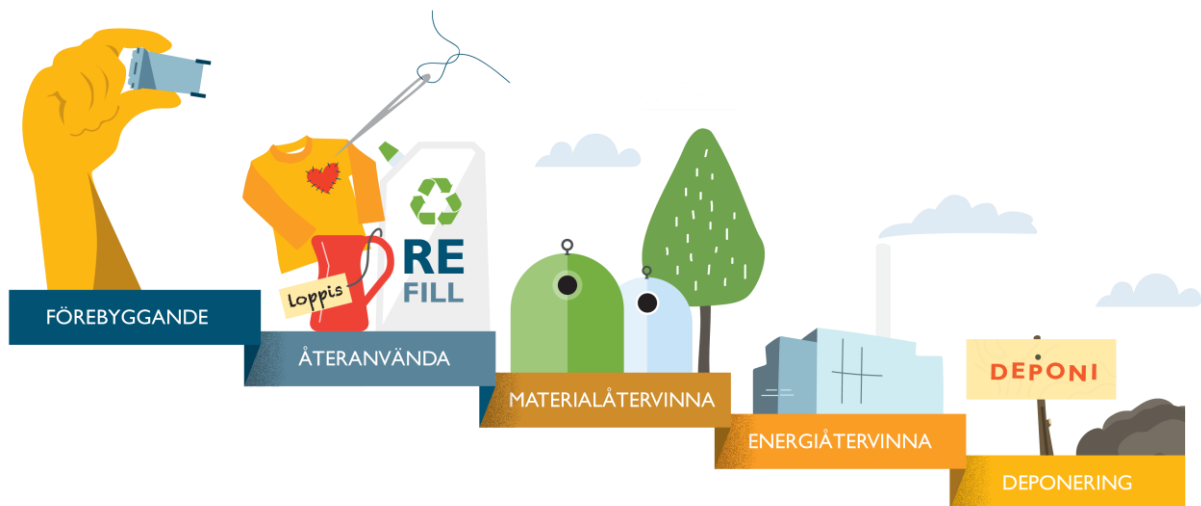 FÖREBYGGANDE
loppis
RE
FILL
ÅTERANVÄNDA
MATERIALÅTERVINNA
ENERGIÅTERVINNA
DEPONI
DEPONERING